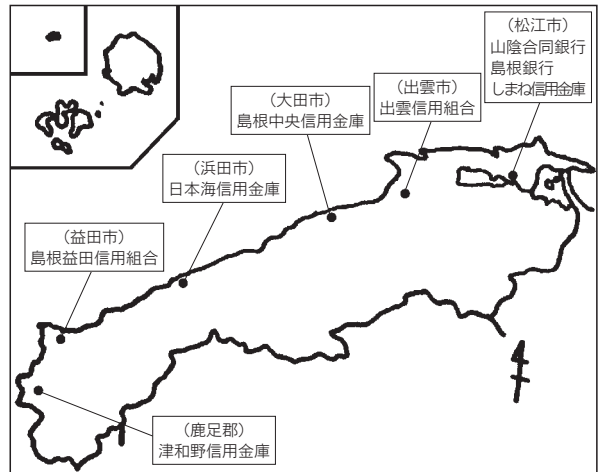 （松江市）
山陰合同銀行
島根銀行
しまね信用金庫
（出雲市）
出雲信用組合
（大田市）
島根中央信用金庫
（浜田市）
日本海信用金庫
（益田市）
島根益田信用組合
（鹿足郡）
津和野信用金庫